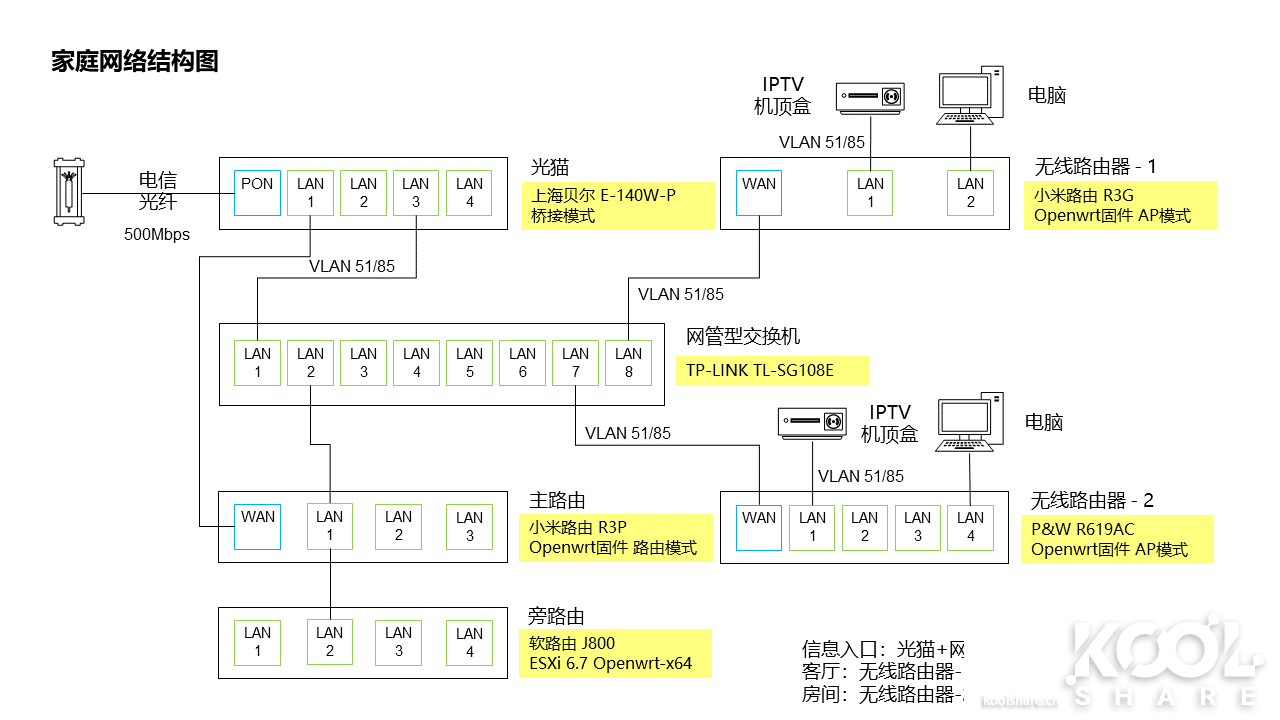 家庭网络结构图
IPTV
机顶盒
电脑
VLAN 51/85
电信
光纤
500Mbps
PON
LAN
1
LAN
2
LAN
3
LAN
4
光猫
上海贝尔 E-140W-P
桥接模式
WAN
LAN
1
LAN
2
无线路由器 - 1
小米路由 R3G
Openwrt固件 AP模式
VLAN 51/85
VLAN 51/85
LAN
1
LAN
2
LAN
3
LAN
4
LAN
5
LAN
6
LAN
7
LAN
8
网管型交换机
TP-LINK TL-SG108E
IPTV
机顶盒
电脑
VLAN 51/85
VLAN 51/85
WAN
LAN
1
LAN
2
LAN
3
主路由
小米路由 R3P
Openwrt固件 路由模式
WAN
LAN
1
LAN
2
LAN
3
LAN
4
无线路由器 - 2
P&W R619AC
Openwrt固件 AP模式
LAN
1
LAN
2
LAN
3
LAN
4
旁路由
软路由 J800
ESXi 6.7 Openwrt-x64
信息入口：光猫+网
客厅：无线路由器-
房间：无线路由器-
KOOL
SHARE
koolshare.cn